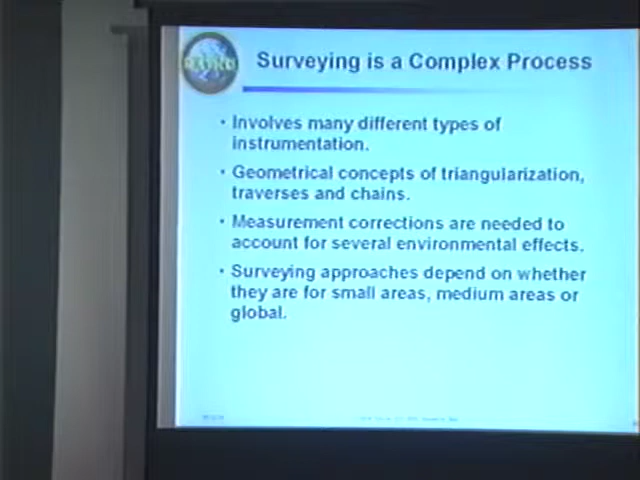 Surveying is a Complex Process
• Involves many different types of
instrumentation.
• Geometrical concepts of triangularization,
traverses and chains.
• Measurement corrections are needed to
account for several environmental effects.
• Surveying approaches depend on whether
they are for small areas, medium areas or
global.